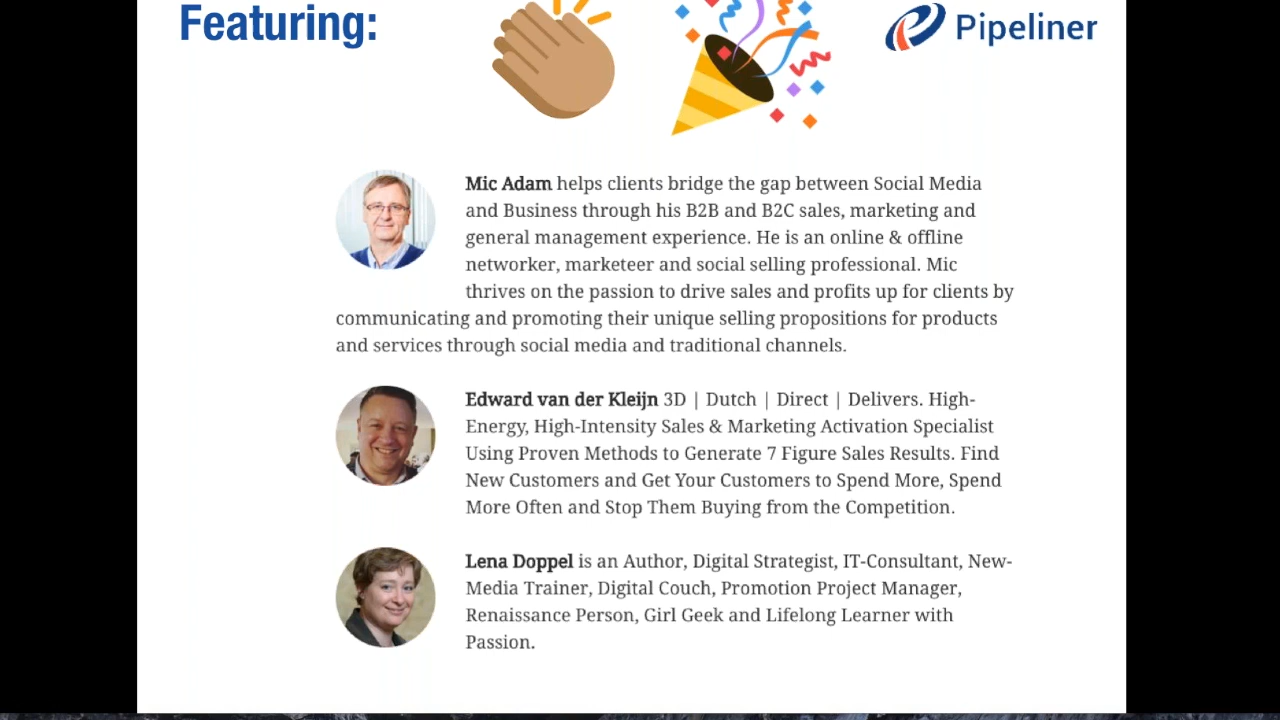 Featuring:
Pipeliner
Mic Adam helps clients bridge the gap between Social Media
and Business through his B2B and B2C sales, marketing and
general management experience. He is an online & offline
networker, marketeer and social selling professional. Mic
thrives on the passion to drive sales and profits up for clients by
communicating and promoting their unique selling propositions for products
and services through social media and traditional channels.
Edward van der Kleijn 3D | Dutch | Direct | Delivers. High-
Energy, High-Intensity Sales & Marketing Activation Specialist
Using Proven Methods to Generate 7 Figure Sales Results. Find
New Customers and Get Your Customers to Spend More, Spend
More Often and Stop Them Buying from the Competition.
Lena Doppel is an Author, Digital Strategist, IT-Consultant, New-
Media Trainer, Digital Couch, Promotion Project Manager,
Renaissance Person, Girl Geek and Lifelong Learner with
Passion.